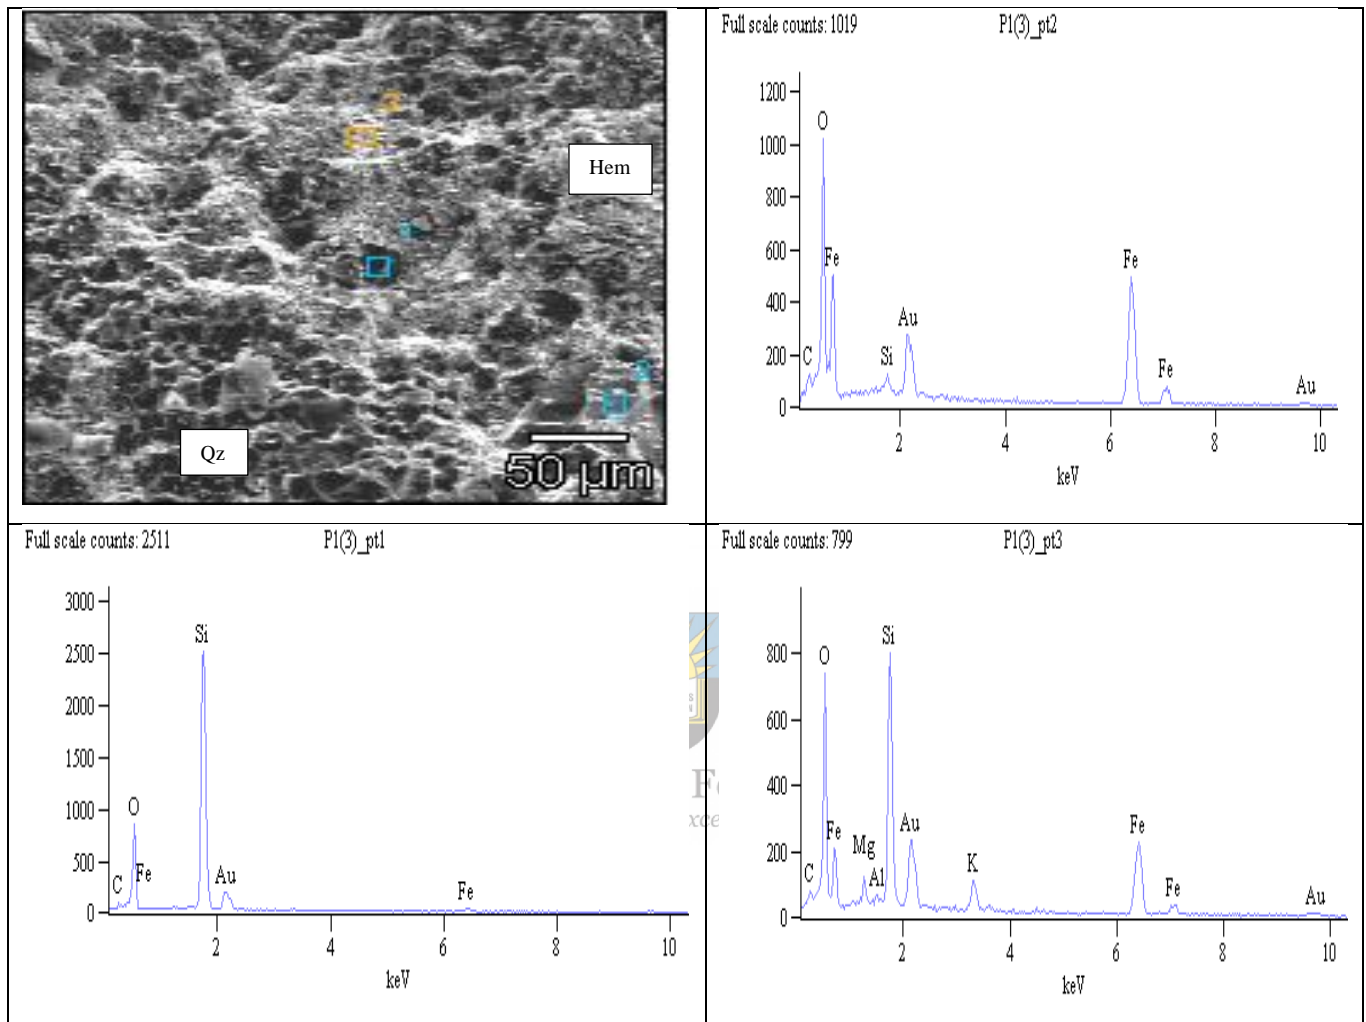 Hem
Qz
50 µm
Full scale counts: 1019 P1(3)_pt2
1200
1000
800
600
400
200
0
O
Fe
C
Si
Au
Fe
Fe
Au
2 4 6 8 10
keV
Full scale counts: 2511 P1(3)_pt1
3000
2500
2000
1500
1000
500
0
Si
O
Fe
C
Au
Fe
2 4 6 8 10
keV
Full scale counts: 799 P1(3)_pt3
800
600
400
200
0
Si
O
Fe
Au
Mg
Al
C
K
Fe
Fe
Au
2 4 6 8 10
keV